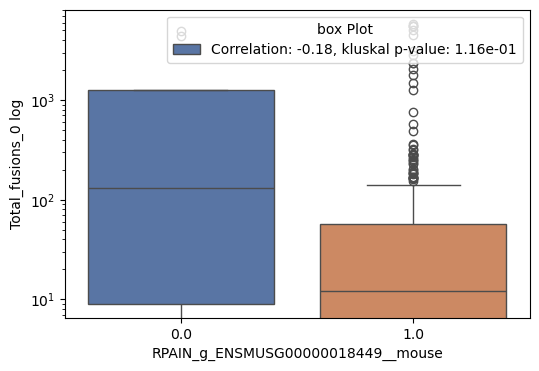 box Plot
Correlation: -0.18, kluskal p-value: 1.16e-01
Total_fusions_0 log
10³
10²
10¹
0.0
1.0
RPAIN_g_ENSMUSG00000018449__mouse